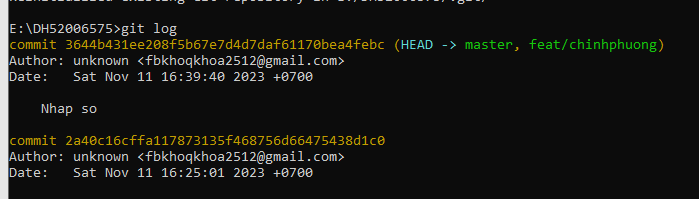 E:\DH52006575>git log
commit 3644b431ee208f5b67e7d4d7daf61170bea4febc (HEAD -> master, feat/chinhphuong)
Author: unknown <fbkhoqkhoa2512@gmail.com>
Date:   Sat Nov 11 16:39:40 2023 +0700
    Nhap so
commit 2a40c16cffa117873135f468756d66475438d1c0
Author: unknown <fbkhoqkhoa2512@gmail.com>
Date:   Sat Nov 11 16:25:01 2023 +0700